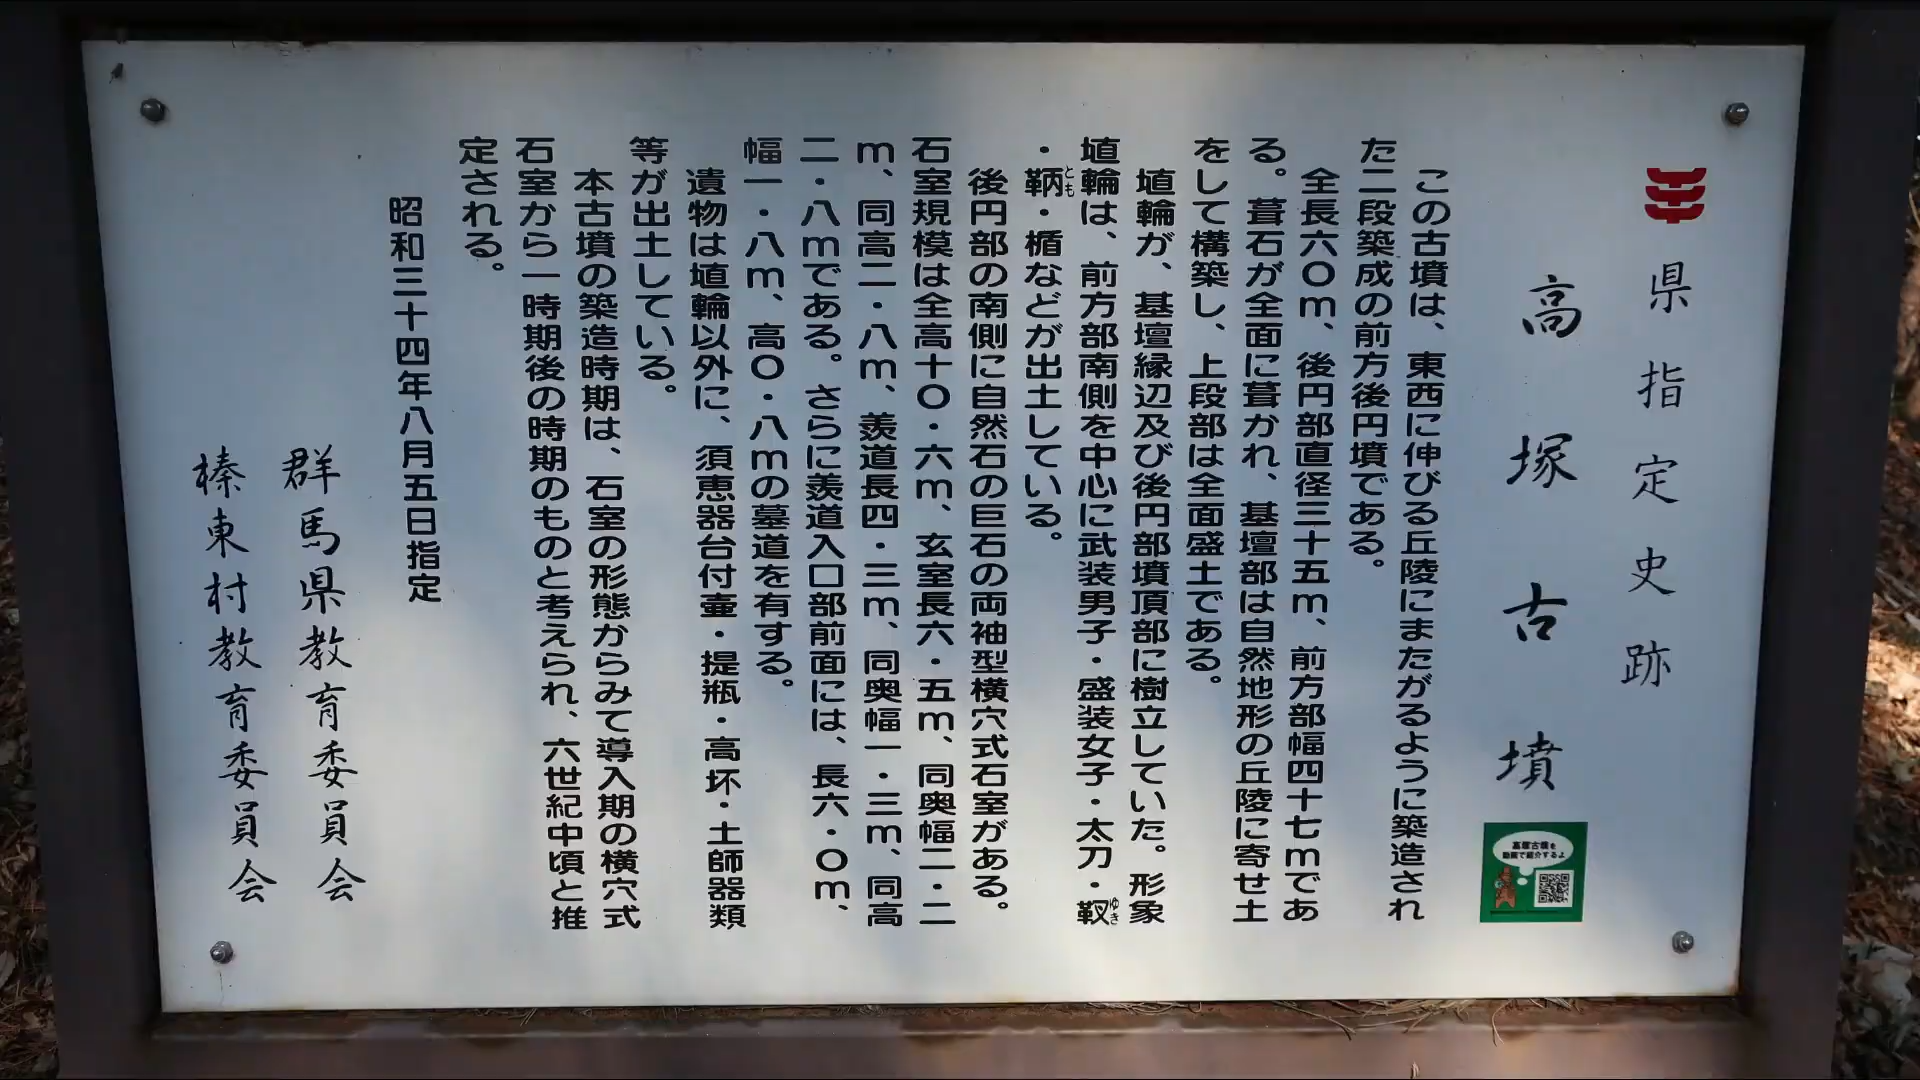 県指定史跡
高塚古墳
高塚古墳を
動画で紹介するよ
この古墳は、東西に伸びる丘陵にまたがるように築造され
た二段築成の前方後円墳である。
全長六〇m、後円部直径三十五m、前方部幅四十七mであ
る。葺石が全面に葺かれ、基壇部は自然地形の丘陵に寄せ土
をして構築し、上段部は全面盛土である。
埴輪が、基壇縁辺及び後円部墳頂部に樹立していた。形象
埴輪は、前方部南側を中心に武装男子・盛装女子・太刀・靫ゆき
・鞆とも・楯などが出土している。
後円部の南側に自然石の巨石の両袖型横穴式石室がある。
石室規模は全高十〇・六m、玄室長六・五m、同奥幅二・二
m、同高二・八m、羨道長四・三m、同奥幅一・三m、同高
二・八mである。さらに羨道入口部前面には、長六・〇m、
幅一・八m、高〇・八mの墓道を有する。
遺物は埴輪以外に、須恵器台付壷・提瓶・高坏・土師器類
等が出土している。
本古墳の築造時期は、石室の形態からみて導入期の横穴式
石室から一時期後の時期のものと考えられ、六世紀中頃と推
定される。
昭和三十四年八月五日指定
群馬県教育委員会
榛東村教育委員会